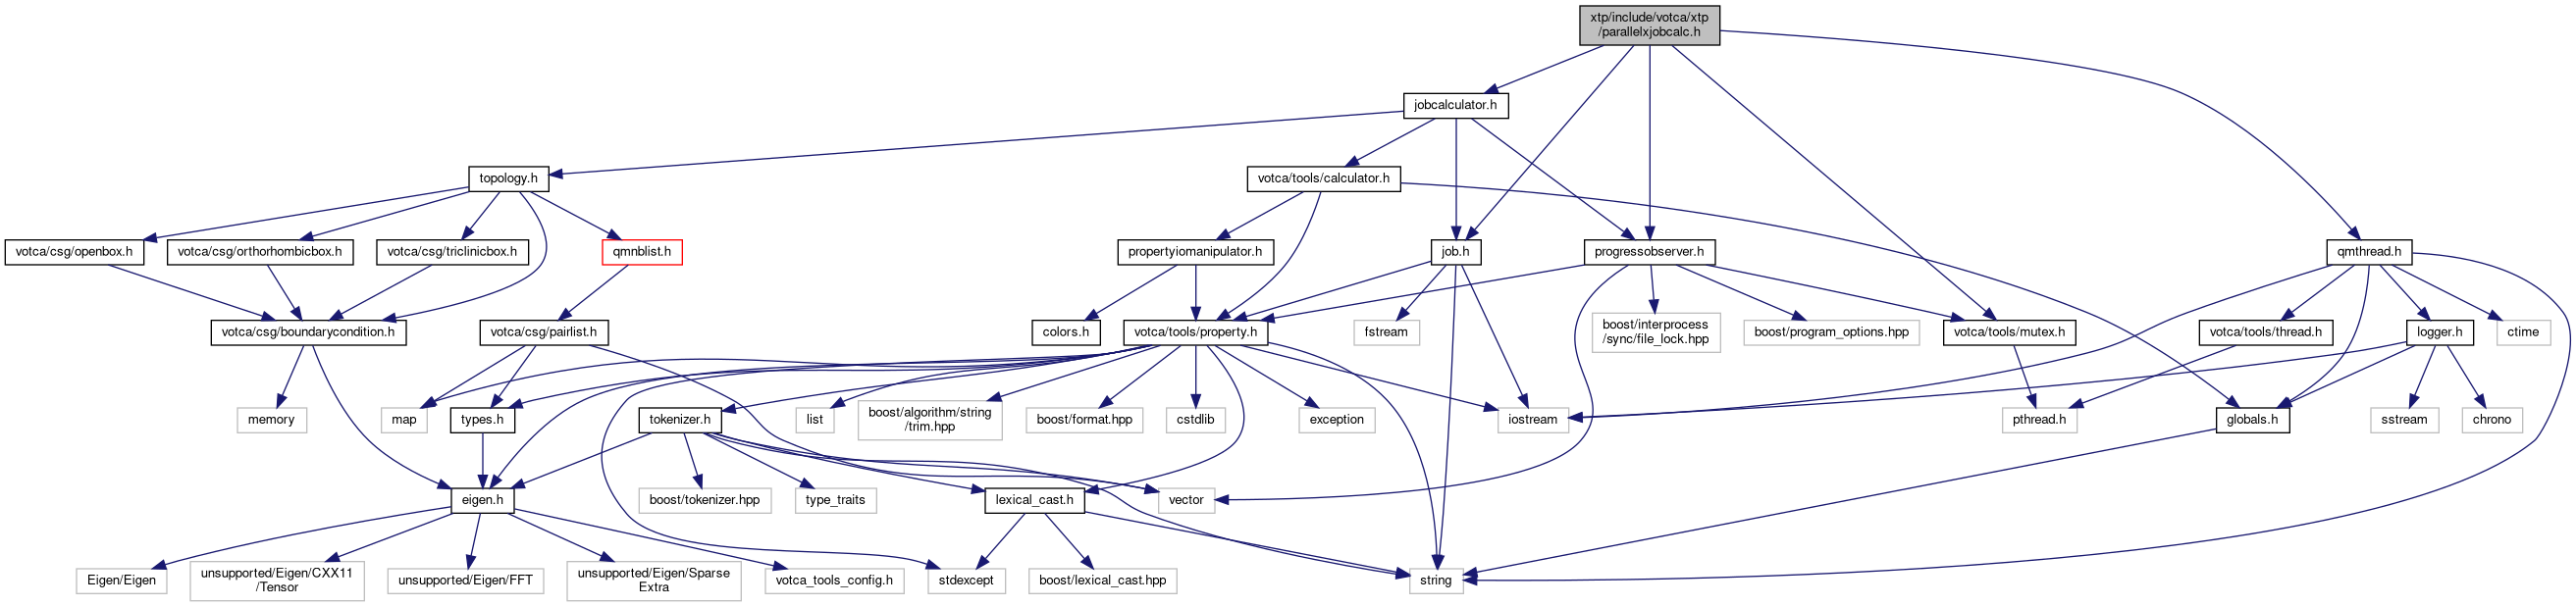 xtp/include/votca/xtp
/parallelxjobcalc.h
jobcalculator.h
topology.h
votca/tools/calculator.h
votca/csg/openbox.h
votca/csg/orthorhombicbox.h
votca/csg/triclinicbox.h
qmnblist.h
propertyiomanipulator.h
job.h
progressobserver.h
qmthread.h
votca/csg/boundarycondition.h
votca/csg/pairlist.h
colors.h
votca/tools/property.h
fstream
boost/interprocess
/sync/file_lock.hpp
boost/program_options.hpp
votca/tools/mutex.h
votca/tools/thread.h
logger.h
ctime
memory
map
types.h
tokenizer.h
list
boost/algorithm/string
/trim.hpp
boost/format.hpp
cstdlib
exception
iostream
pthread.h
globals.h
sstream
chrono
eigen.h
boost/tokenizer.hpp
type_traits
lexical_cast.h
vector
Eigen/Eigen
unsupported/Eigen/CXX11
/Tensor
unsupported/Eigen/FFT
unsupported/Eigen/Sparse
Extra
votca_tools_config.h
stdexcept
boost/lexical_cast.hpp
string